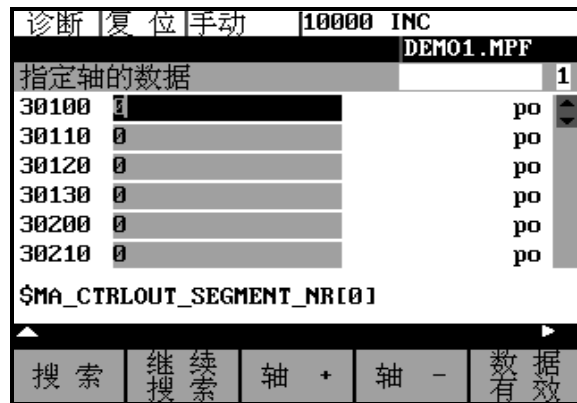 诊断 复 位 手动 10000 INC
DEMO1.MPF
指定轴的数据 1
30100 0 po
30110 0 po
30120 0 po
30130 0 po
30200 0 po
30210 0 po
$MA_CTRLOUT_SEGMENT_NR[0]
搜 索 继 续 搜 索 轴 + 轴 - 数 据 有 效